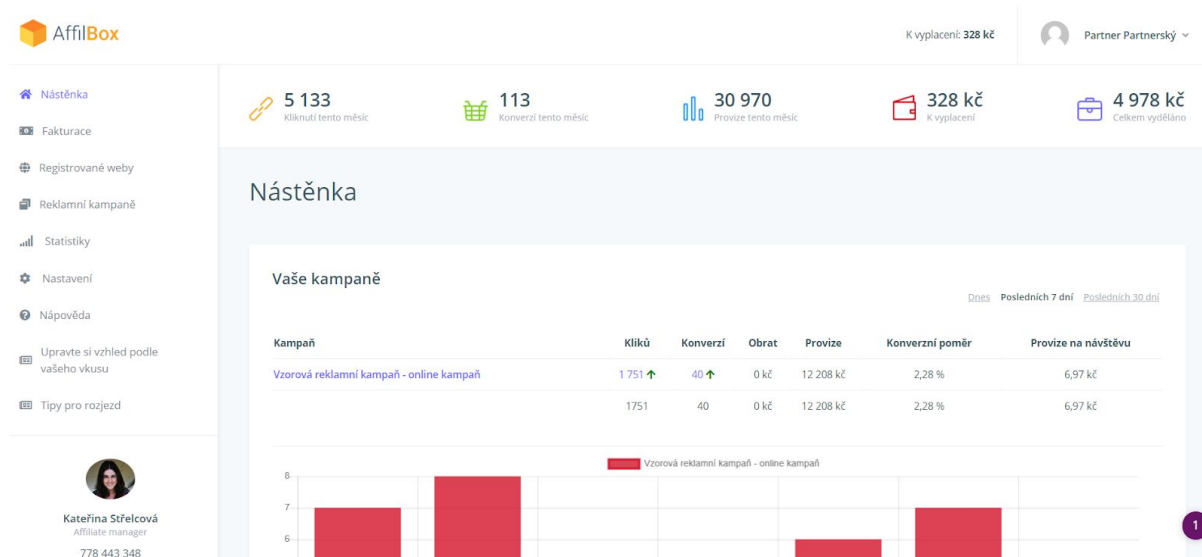 AffilBox
K vyplacení: 328 kč
Partner Partnerský
Nástěnka
Fakturace
Registrované weby
Reklamní kampaně
Statistiky
Nastavení
Nápověda
Upravte si vzhled podle
vašeho vkusu
Tipy pro rozjezd
Kateřina Střelcová
Affiliate manager
778 443 348
5 133
Kliknutí tento měsíc
113
Konverzí tento měsíc
30 970
Provize tento měsíc
328 kč
K vyplacení
4 978 kč
Celkem vyděláno
Nástěnka
Vaše kampaně
Dnes Posledních 7 dní Posledních 30 dní
Kampaň Kliků Konverzí Obrat Provize Konverzní poměr Provize na návštěvu
Vzorová reklamní kampaň - online kampaň 1 751 40 0 kč 12 208 kč 2,28 % 6,97 kč
1751 40 0 kč 12 208 kč 2,28 % 6,97 kč
Vzorová reklamní kampaň - online kampaň
8
7
6
1